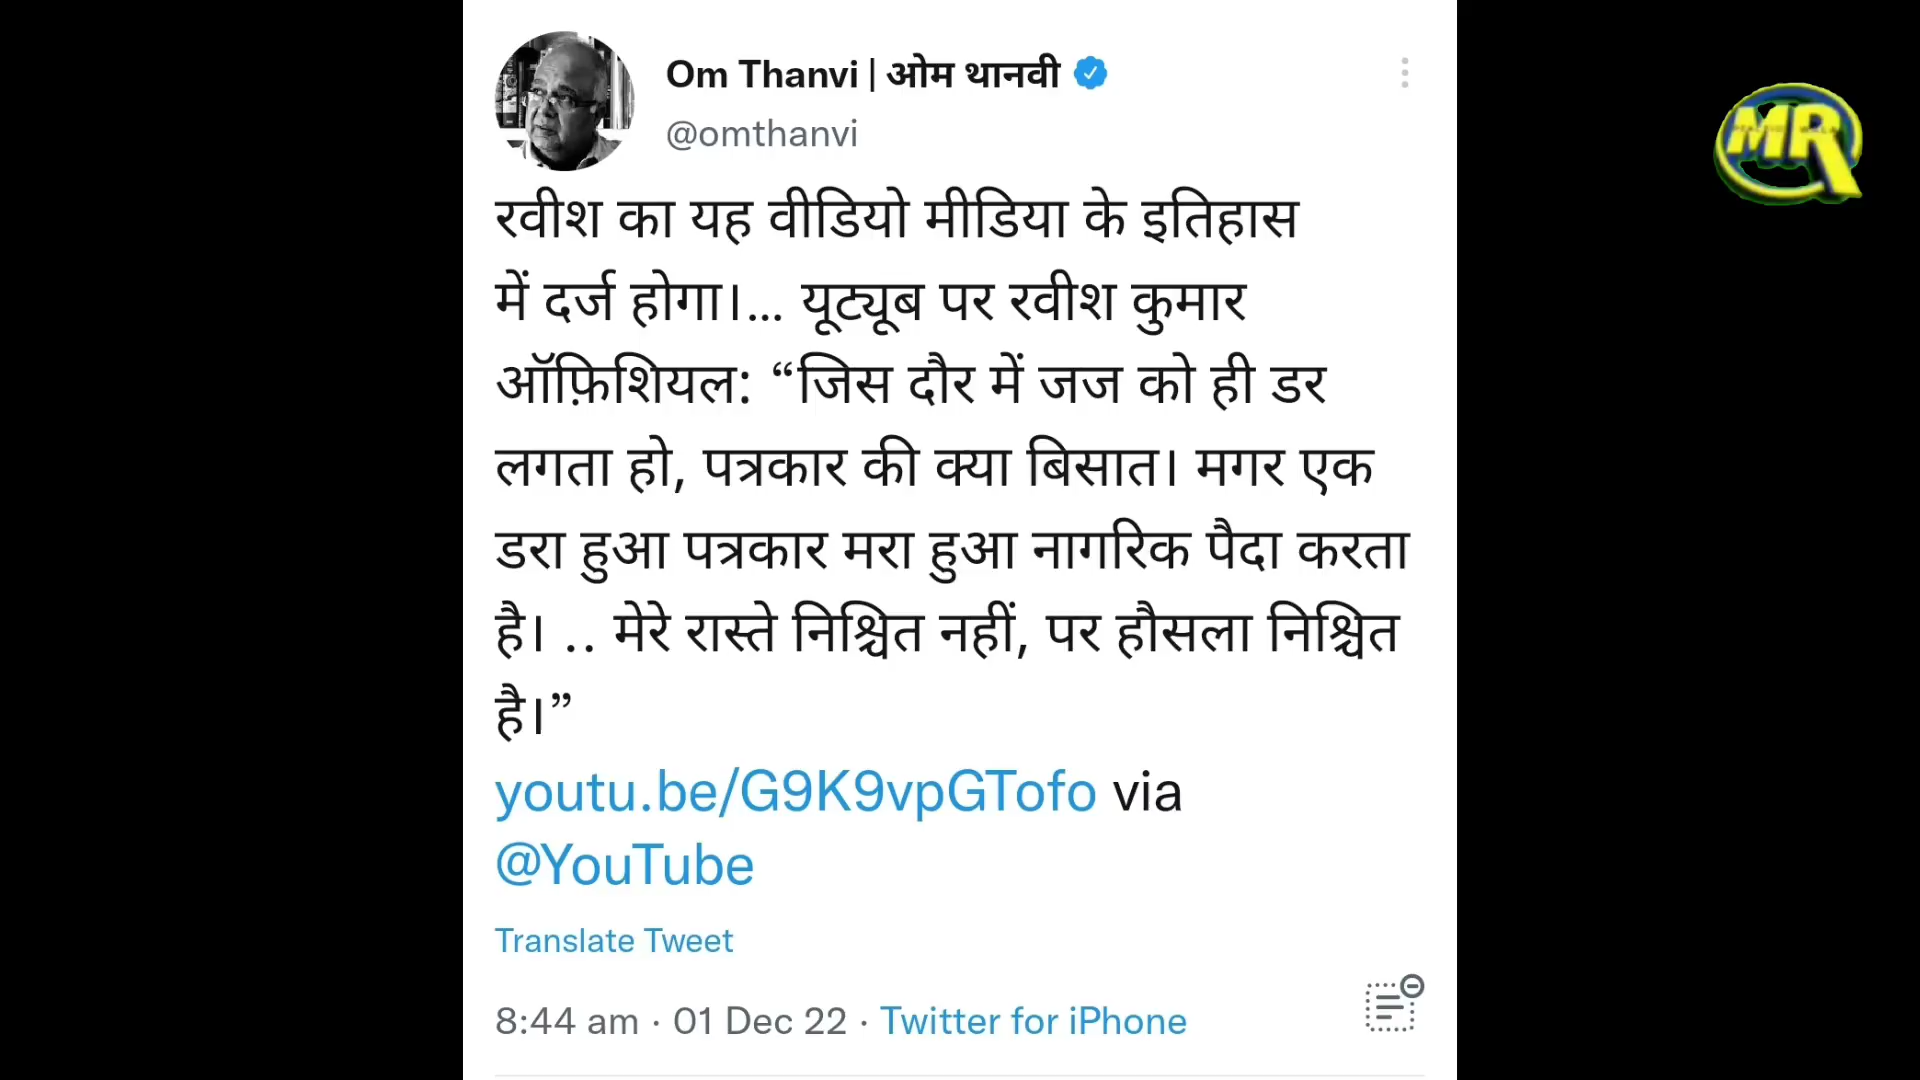 Om Thanvi | ओम थानवी
@omthanvi
रवीश का यह वीडियो मीडिया के इतिहास
में दर्ज होगा।... यूट्यूब पर रवीश कुमार
ऑफ़िशियल: “जिस दौर में जज को ही डर
लगता हो, पत्रकार की क्या बिसात। मगर एक
डरा हुआ पत्रकार मरा हुआ नागरिक पैदा करता
है। .. मेरे रास्ते निश्चित नहीं, पर हौसला निश्चित
है।”
youtu.be/G9K9vpGTofo via
@YouTube
Translate Tweet
8:44 am · 01 Dec 22 · Twitter for iPhone
MR